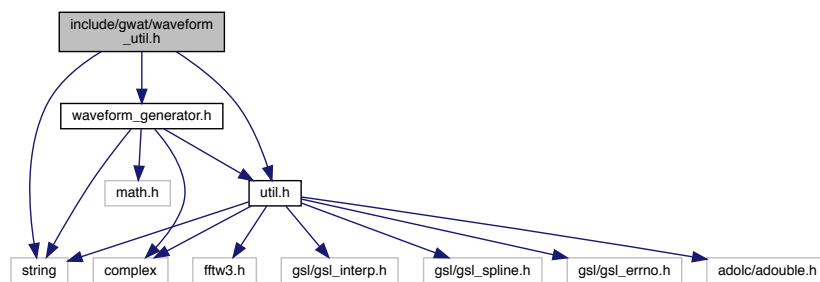 include/gwat/waveform
_util.h
waveform_generator.h
math.h
util.h
string
complex
fftw3.h
gsl/gsl_interp.h
gsl/gsl_spline.h
gsl/gsl_errno.h
adolc/adouble.h